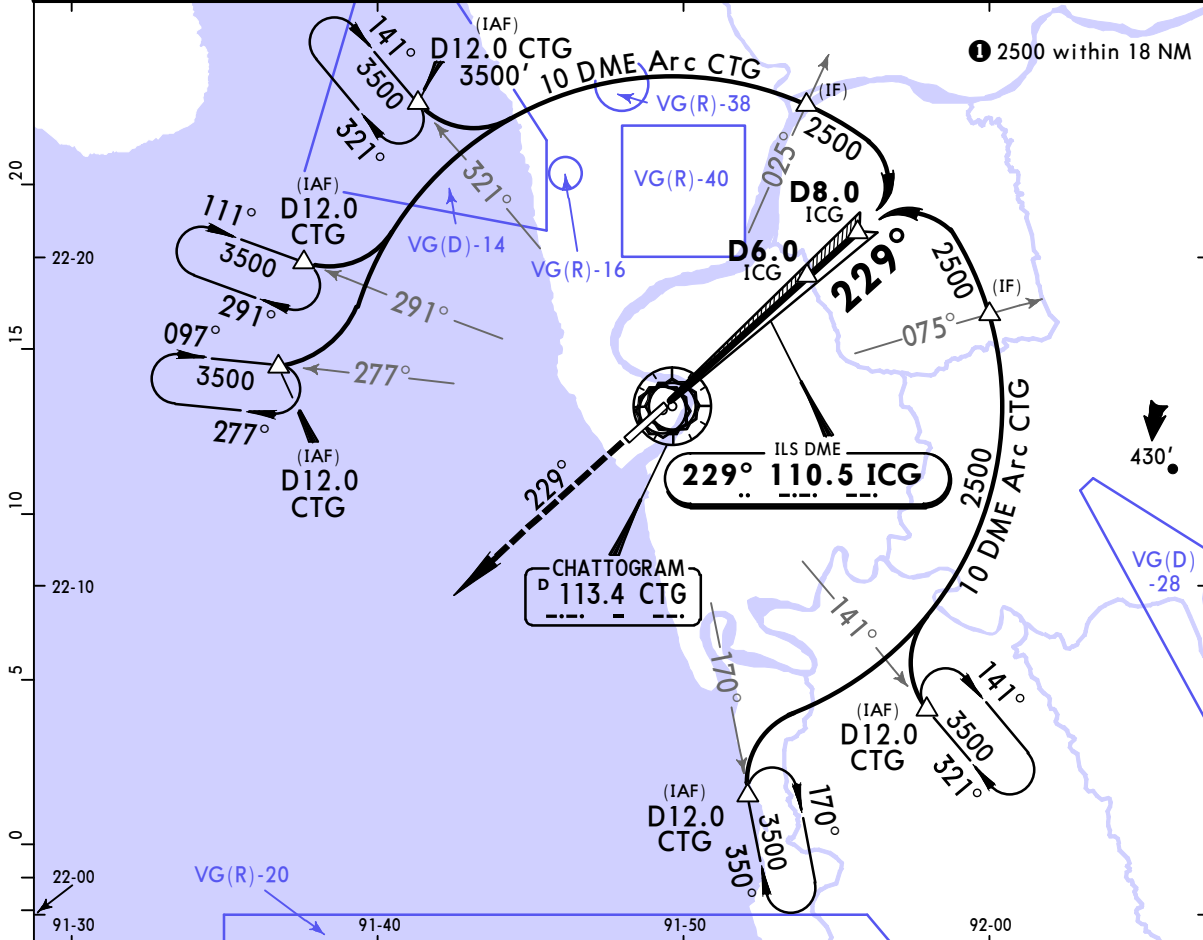 (IAF)
D12.0 CTG
3500'
141°
3500
321°
10 DME Arc CTG
❶ 2500 within 18 NM
VG(R)-38
(IF)
2500
025°
321°
VG(R)-40
D8.0
ICG
20
(IAF)
D12.0
CTG
111°
3500
291°
VG(D)-14
VG(R)-16
D6.0
ICG
229°
22-20
2500
(IF)
291°
075°
15
097°
3500
277°
277°
(IAF)
D12.0
CTG
ILS DME
229° 110.5 ICG
.. -.-. --.
430'
229°
10
2500
10 DME Arc CTG
CHATTOGRAM
D 113.4 CTG
-.-. - --.
22-10
VG(D)
-28
141°
170°
5
(IAF)
D12.0
CTG
141°
3500
321°
(IAF)
D12.0
CTG
170°
3500
350°
0
22-00
VG(R)-20
91-30
91-40
91-50
92-00